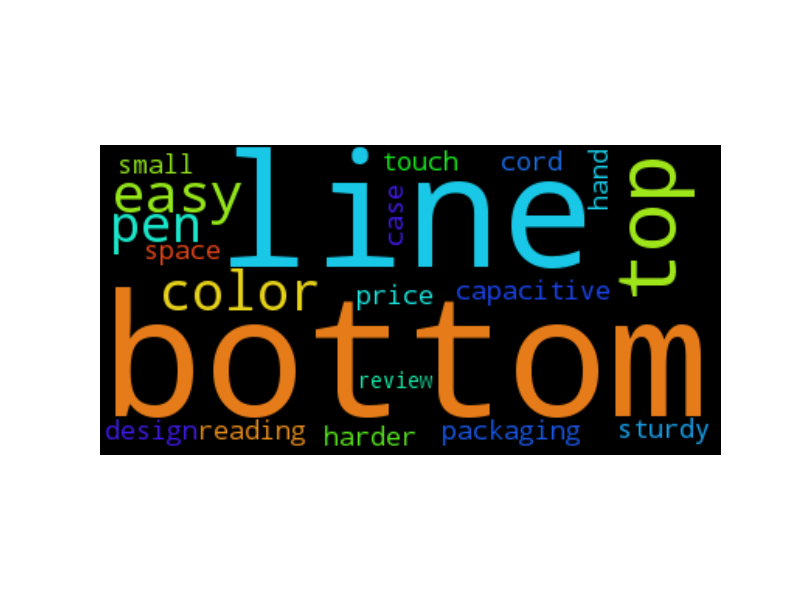 small
touch
cord
hand
top
easy
line
case
pen
space
color
price
capacitive
bottom
review
design
reading
harder
packaging
sturdy